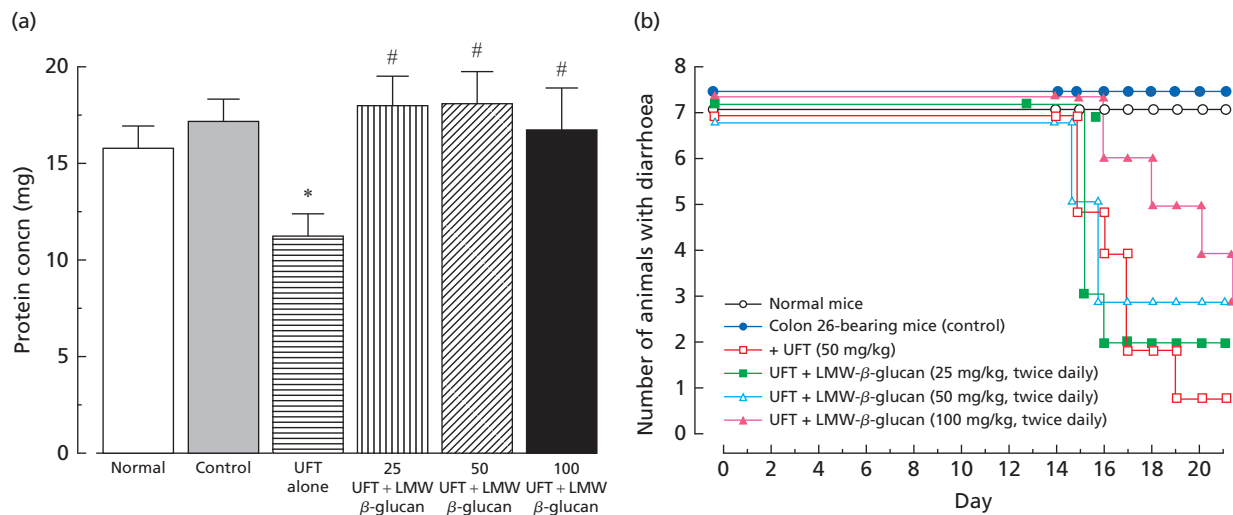 (a)
Protein concn (mg)
20
15
10
5
0
*
#
#
#
Normal
Control
UFT
alone
25
UFT + LMW
β-glucan
50
UFT + LMW
β-glucan
100
UFT + LMW
β-glucan
(b)
Number of animals with diarrhoea
8
7
6
5
4
3
2
1
0
Normal mice
Colon 26-bearing mice (control)
+ UFT (50 mg/kg)
UFT + LMW-β-glucan (25 mg/kg, twice daily)
UFT + LMW-β-glucan (50 mg/kg, twice daily)
UFT + LMW-β-glucan (100 mg/kg, twice daily)
0 2 4 6 8 10 12 14 16 18 20
Day